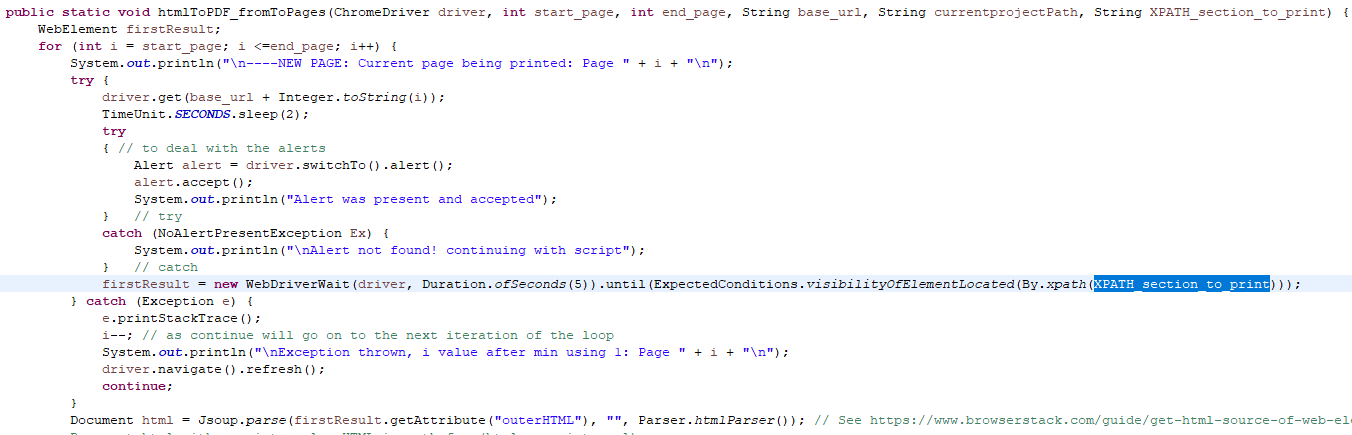 public static void htmlToPDF_fromToPages(ChromeDriver driver, int start_page, int end_page, String base_url, String currentprojectPath, String XPATH_section_to_print) {
WebElement firstResult;
for (int i = start_page; i <=end_page; i++) {
System.out.println("\n----NEW PAGE: Current page being printed: Page " + i + "\n");
try {
driver.get(base_url + Integer.toString(i));
TimeUnit.SECONDS.sleep(2);
try
{ // to deal with the alerts
Alert alert = driver.switchTo().alert();
alert.accept();
System.out.println("Alert was present and accepted");
} // try
catch (NoAlertPresentException Ex) {
System.out.println("\nAlert not found! continuing with script");
} // catch
firstResult = new WebDriverWait(driver, Duration.ofSeconds(5)).until(ExpectedConditions.visibilityOfElementLocated(By.xpath(XPATH_section_to_print)));
} catch (Exception e) {
e.printStackTrace();
i--; // as continue will go on to the next iteration of the loop
System.out.println("\nException thrown, i value after min using 1: Page " + i + "\n");
driver.navigate().refresh();
continue;
}
Document html = Jsoup.parse(firstResult.getAttribute("outerHTML"), "", Parser.htmlParser()); // See https://www.browserstack.com/guide/get-html-source-of-web-el